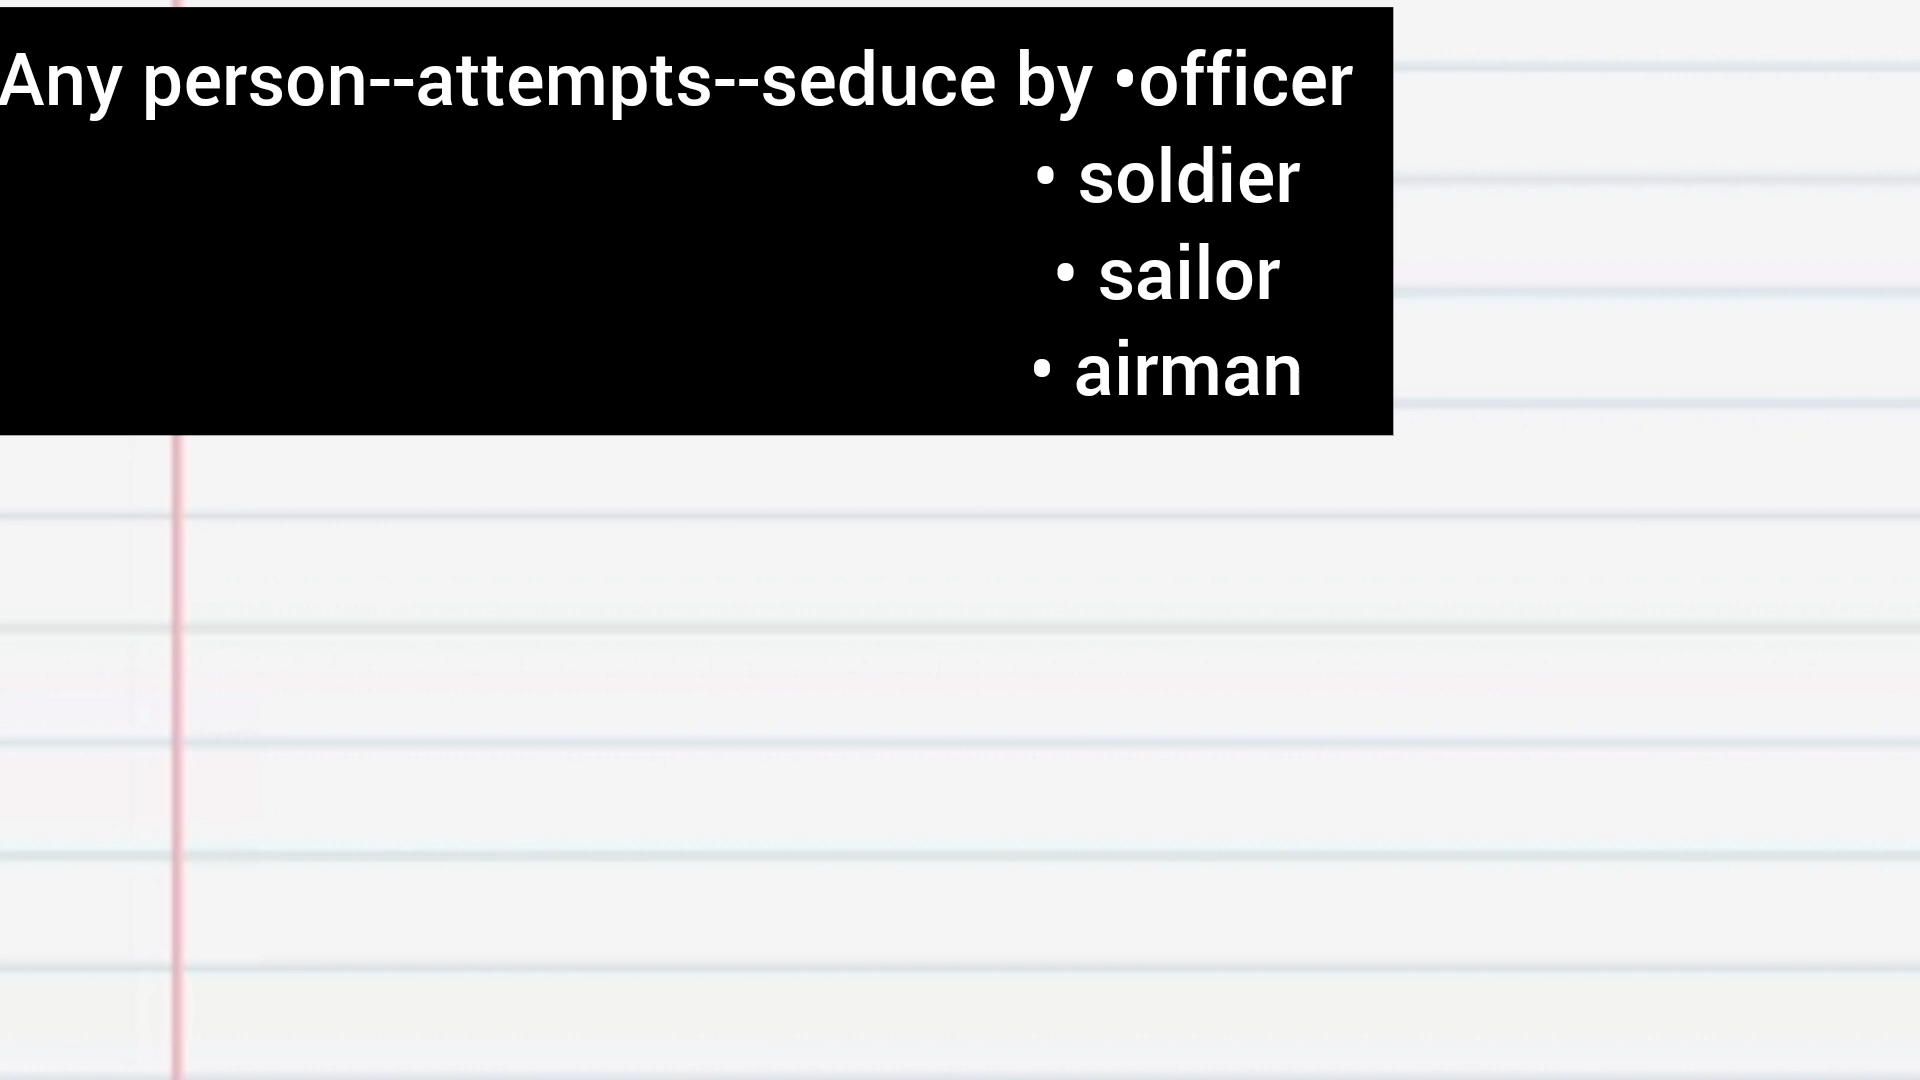 Any person--attempts--seduce by •officer
• soldier
• sailor
• airman